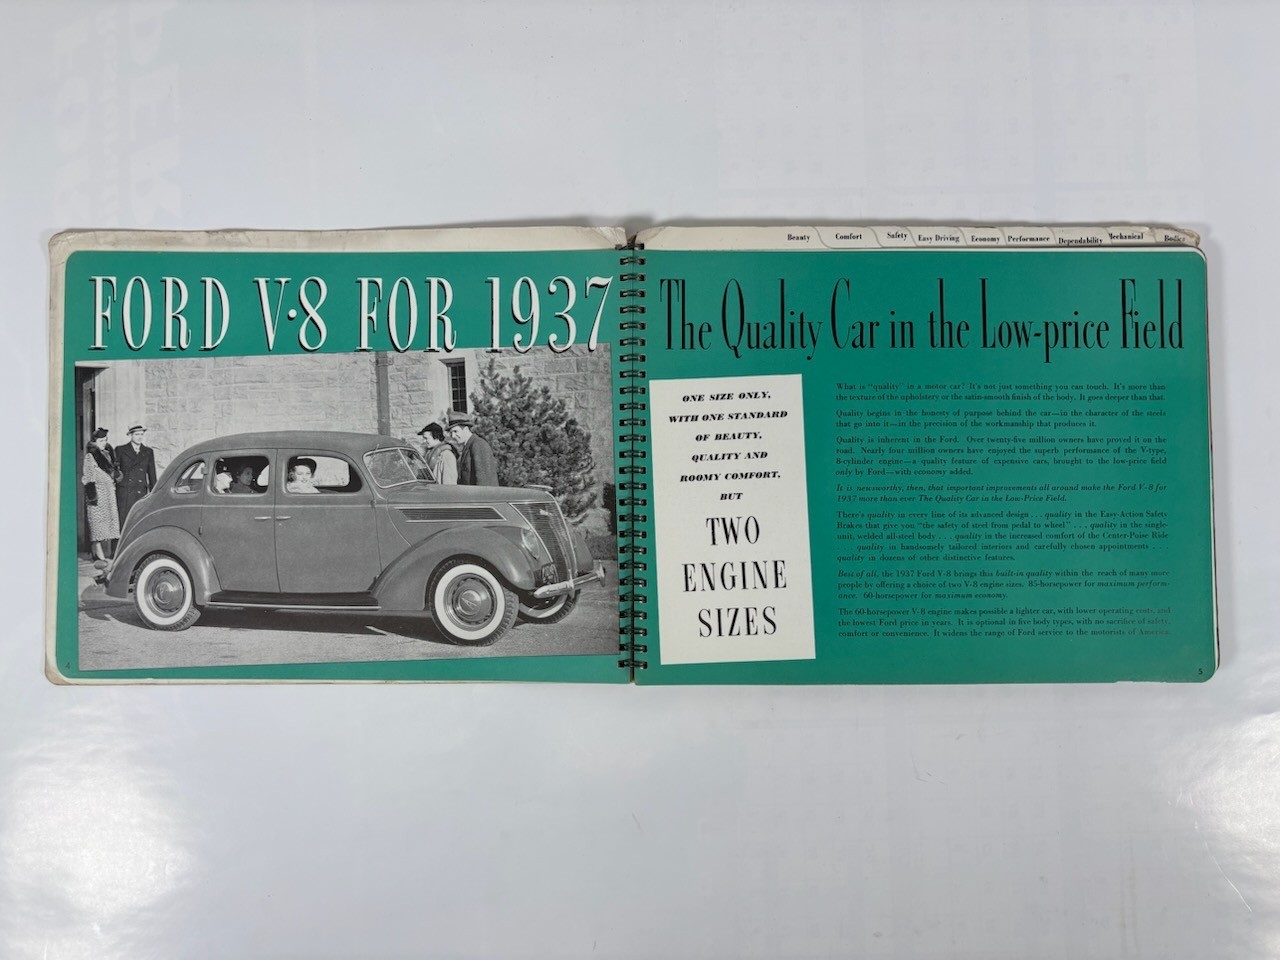 FORD V·8 FOR 1937
4
Beauty Comfort Safety Easy Driving Economy Performance Dependability Mechanical Bodies
The Quality Car in the Low-price Field
ONE SIZE ONLY,
WITH ONE STANDARD
OF BEAUTY,
QUALITY AND
ROOMY COMFORT,
BUT
TWO
ENGINE
SIZES
What is "quality" in a motor car? It's not just something you can touch. It's more than
the texture of the upholstery or the satin-smooth finish of the body. It goes deeper than that.
Quality begins in the honesty of purpose behind the car—in the character of the steels
that go into it—in the precision of the workmanship that produces it.
Quality is inherent in the Ford. Over twenty-five million owners have proved it on the
road. Nearly four million owners have enjoyed the superb performance of the V-type,
8-cylinder engine—a quality feature of expensive cars, brought to the low-price field
only by Ford—with economy added.
It is newsworthy, then, that important improvements all around make the Ford V-8 for
1937 more than ever The Quality Car in the Low-Price Field.
There's quality in every line of its advanced design . . . quality in the Easy-Action Safety
Brakes that give you "the safety of steel from pedal to wheel" . . . quality in the single-
unit, welded all-steel body . . . quality in the increased comfort of the Center-Poise Ride
. . . quality in handsomely tailored interiors and carefully chosen appointments . . .
quality in dozens of other distinctive features.
Best of all, the 1937 Ford V-8 brings this built-in quality within the reach of many more
people by offering a choice of two V-8 engine sizes. 85-horsepower for maximum perform-
ance. 60-horsepower for maximum economy.
The 60-horsepower V-8 engine makes possible a lighter car, with lower operating costs, and
the lowest Ford price in years. It is optional in five body types, with no sacrifice of safety,
comfort or convenience. It widens the range of Ford service to the motorists of America.
5